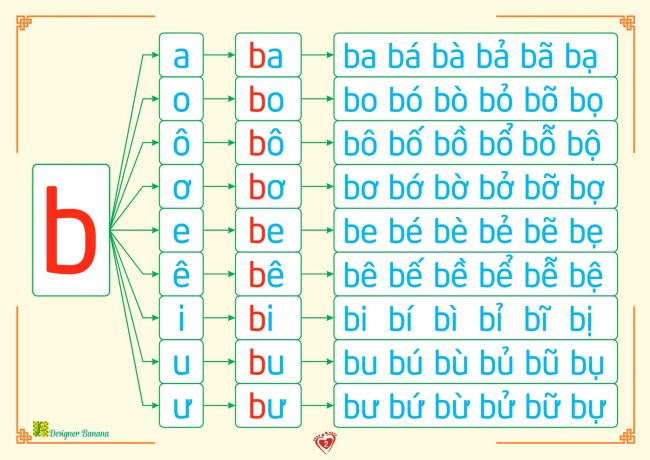 a ba ba bá bà bả bã bạ
o bo bo bó bò bỏ bõ bọ
ô bô bô bố bồ bổ bỗ bộ
ơ bơ bơ bớ bờ bở bỡ bợ
b
e be be bé bè bẻ bẽ bẹ
ê bê bê bế bề bể bễ bệ
i bi bi bí bì bỉ bĩ bị
u bu bu bú bù bủ bũ bụ
ư bư bư bứ bừ bử bữ bự
Designer Banana
2